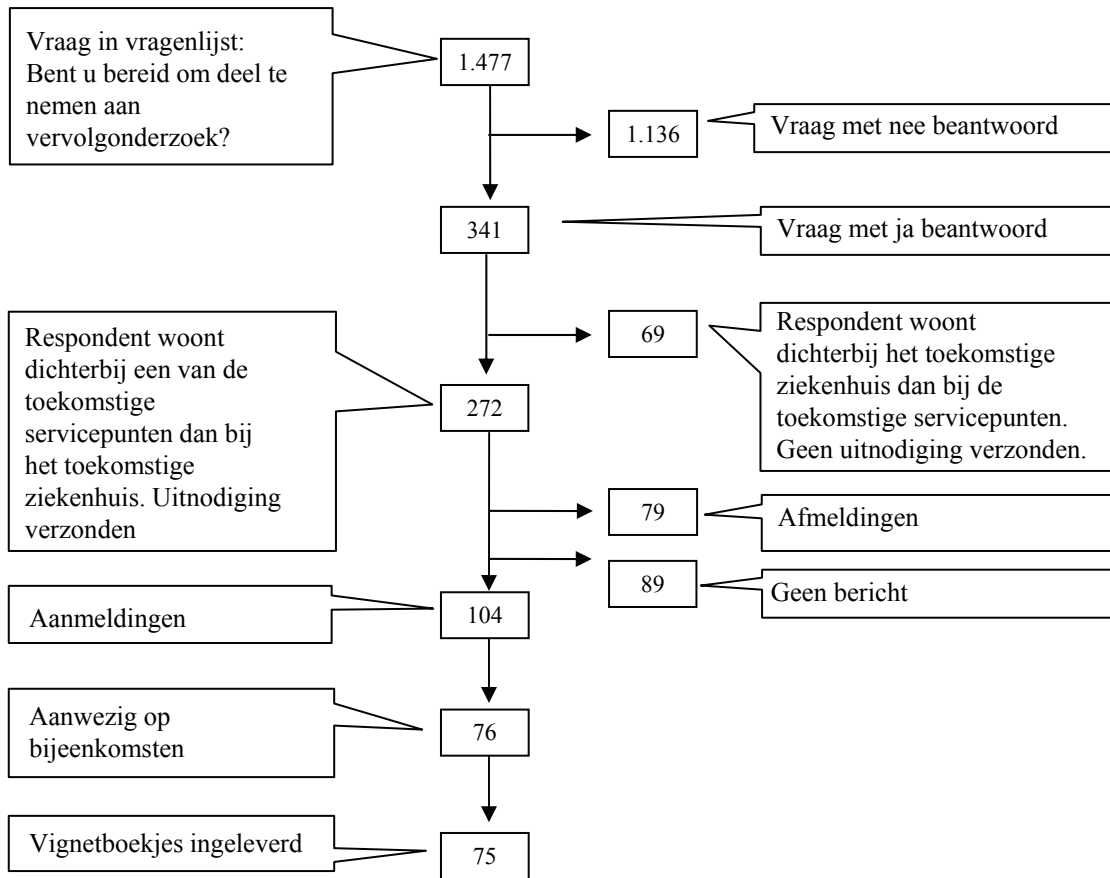 Vraag in vragenlijst:
Bent u bereid om deel te
nemen aan
vervolgonderzoek?
1.477
1.136
Vraag met nee beantwoord
341
Vraag met ja beantwoord
69
Respondent woont
dichterbij het toekomstige
ziekenhuis dan bij de
toekomstige servicepunten.
Geen uitnodiging verzonden.
Respondent woont
dichterbij een van de
toekomstige
servicepunten dan bij
het toekomstige
ziekenhuis. Uitnodiging
verzonden
272
79
Afmeldingen
89
Geen bericht
Aanmeldingen
104
Aanwezig op
bijeenkomsten
76
Vignetboekjes ingeleverd
75